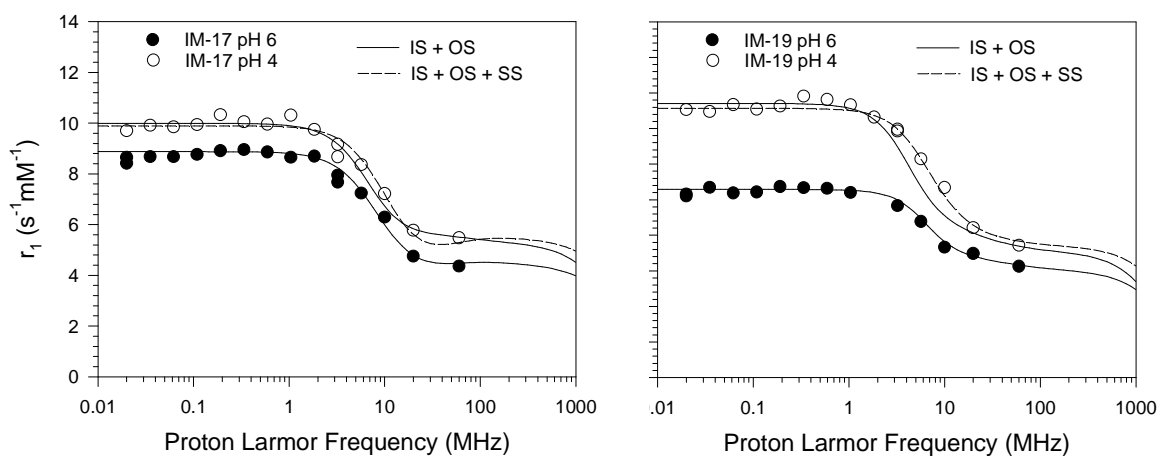 14
12
10
8
6
4
2
0
r1 (s-1mM-1)
IM-17 pH 6
IM-17 pH 4
IS + OS
IS + OS + SS
0.01 0.1 1 10 100 1000
Proton Larmor Frequency (MHz)
IM-19 pH 6
IM-19 pH 4
IS + OS
IS + OS + SS
.01 0.1 1 10 100 1000
Proton Larmor Frequency (MHz)